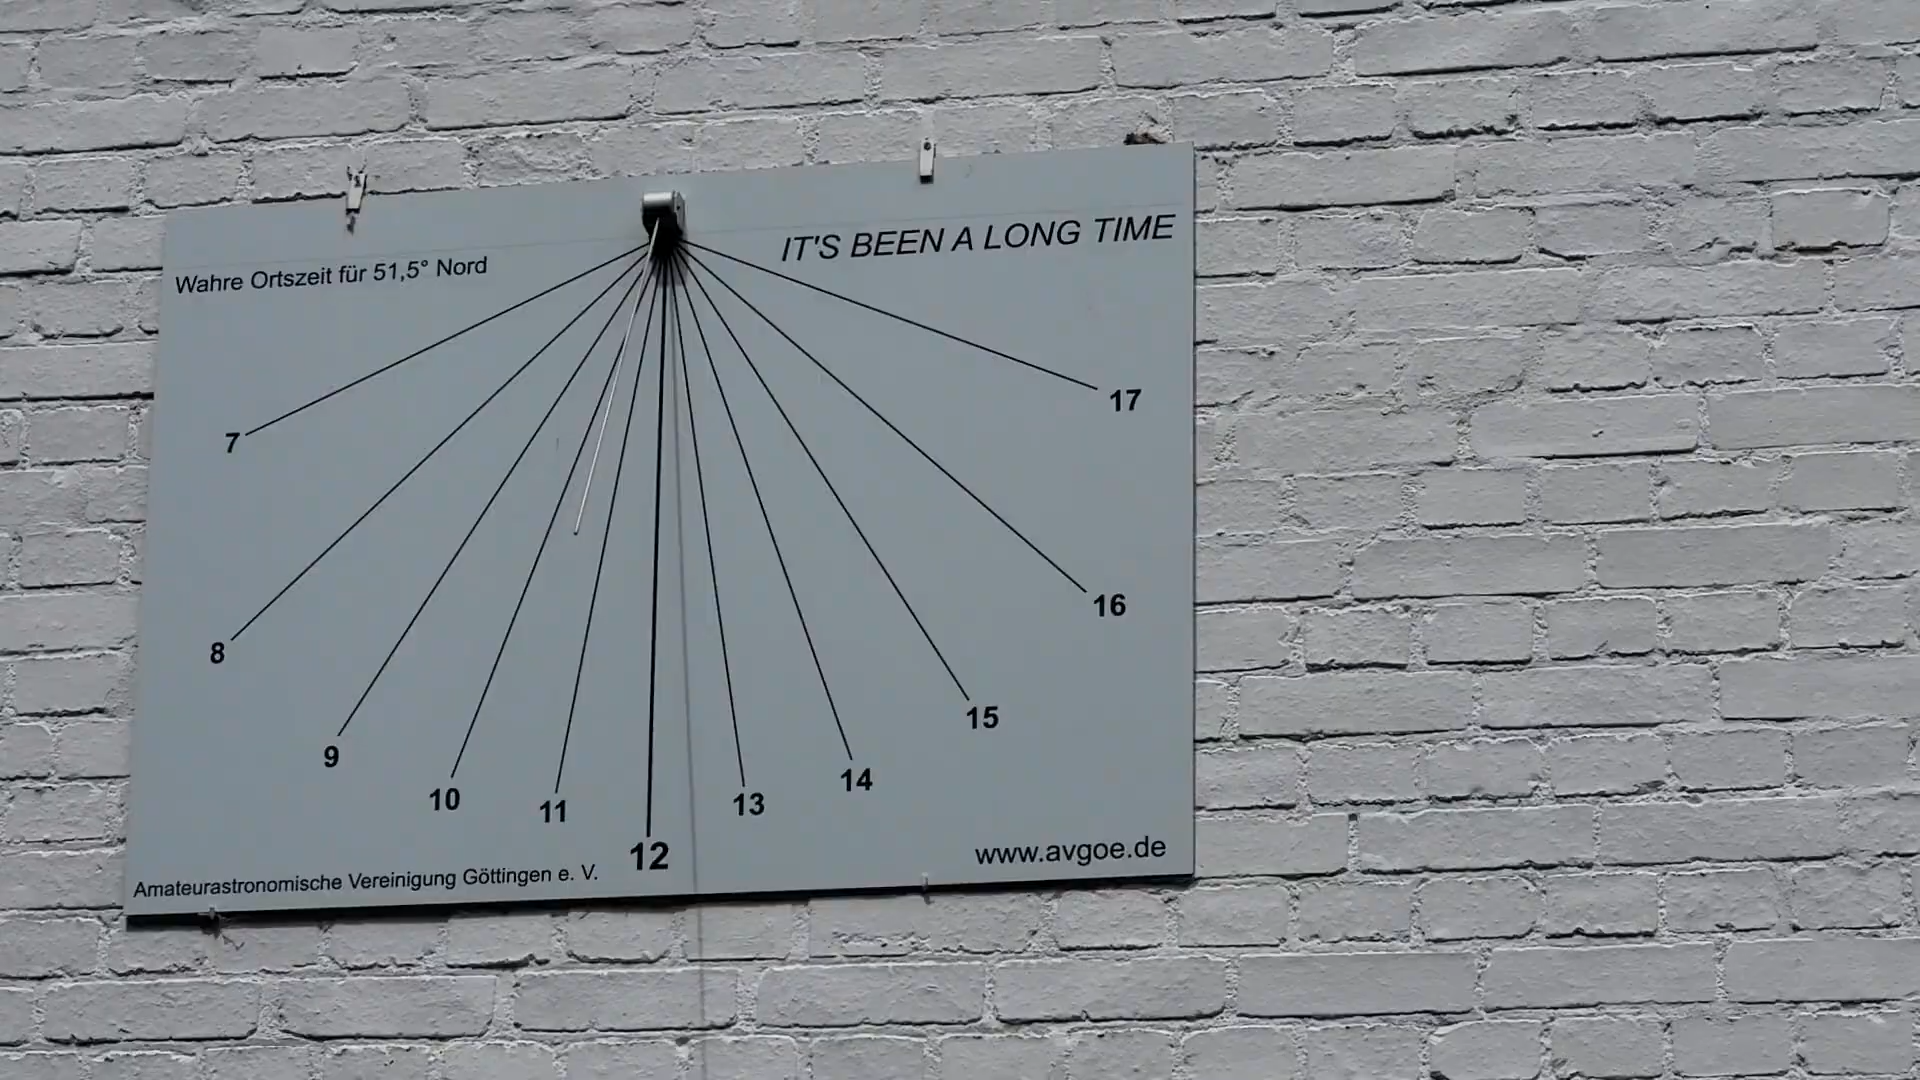 IT'S BEEN A LONG TIME
Wahre Ortszeit für 51,5° Nord
7
8
9
10
11
12
13
14
15
16
17
www.avgoe.de
Amateurastronomische Vereinigung Göttingen e. V.